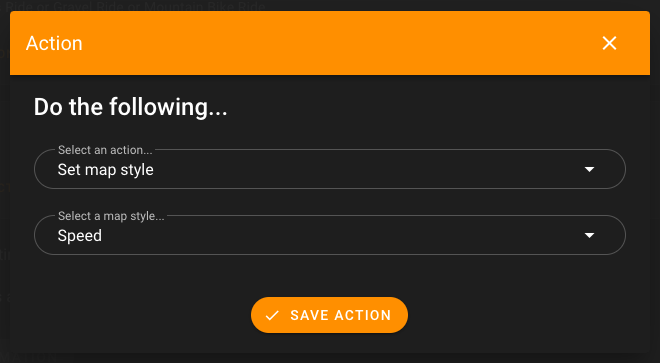 Action
Do the following...
Select an action...
Set map style
Select a map style...
Speed
SAVE ACTION